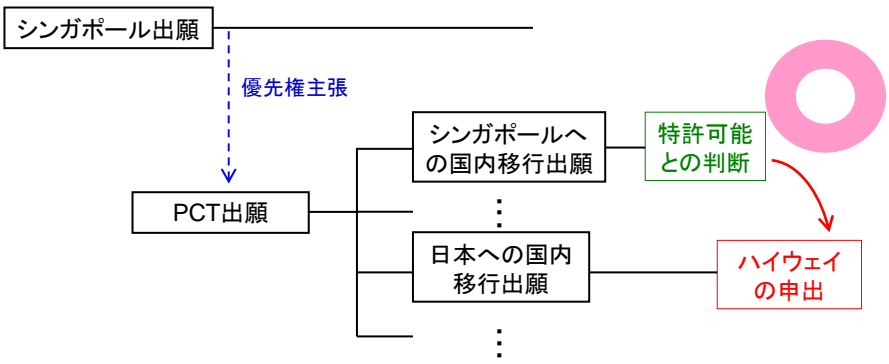 シンガポール出願
優先権主張
シンガポールへ
の国内移行出願
特許可能
との判断
PCT出願
⋮
日本への国内
移行出願
ハイウェイ
の申出
⋮